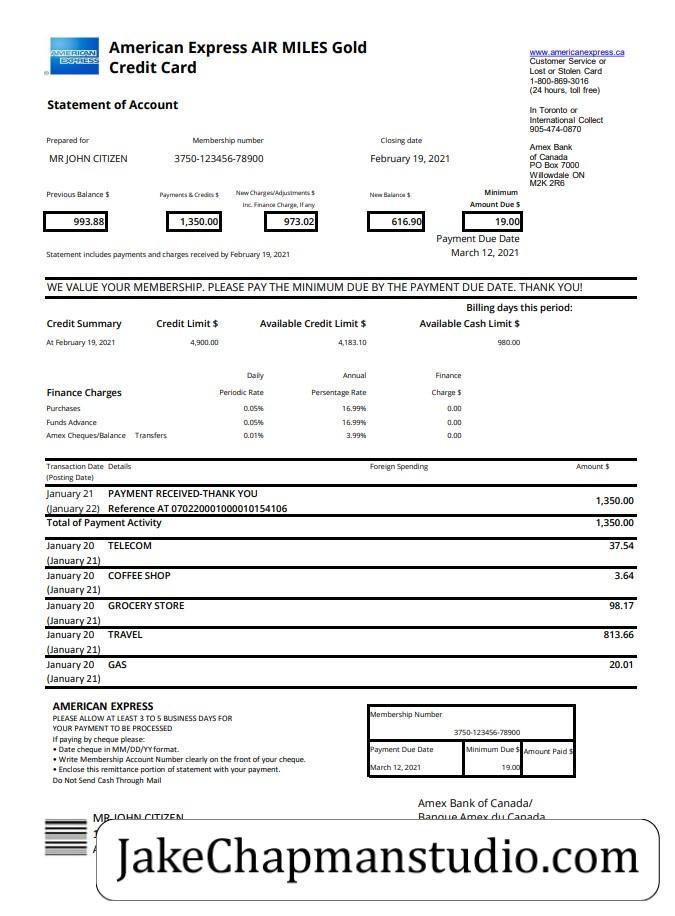 AMERICAN EXPRESS
American Express AIR MILES Gold
Credit Card
www.americanexpress.ca
Customer Service or
Lost or Stolen Card
1-800-869-3016
(24 hours, toll free)
In Toronto or
International Collect
905-474-0870
Amex Bank
of Canada
PO Box 7000
Willowdale ON
M2K 2R6
Statement of Account
Prepared for Membership number Closing date
MR JOHN CITIZEN 3750-123456-78900 February 19, 2021
Previous Balance $ Payments & Credits $ New Charges/Adjustments $ New Balance $ Minimum
Inc. Finance Charge, If any Amount Due $
993.88 1,350.00 973.02 616.90 19.00
Payment Due Date
Statement includes payments and charges received by February 19, 2021 March 12, 2021
WE VALUE YOUR MEMBERSHIP. PLEASE PAY THE MINIMUM DUE BY THE PAYMENT DUE DATE. THANK YOU!
Billing days this period:
Credit Summary Credit Limit $ Available Credit Limit $ Available Cash Limit $
At February 19, 2021 4,900.00 4,183.10 980.00
Daily Annual Finance
Finance Charges Periodic Rate Persentage Rate Charge $
Purchases 0.05% 16.99% 0.00
Funds Advance 0.05% 16.99% 0.00
Amex Cheques/Balance Transfers 0.01% 3.99% 0.00
Transaction Date Details Foreign Spending Amount $
(Posting Date)
January 21 PAYMENT RECEIVED-THANK YOU 1,350.00
(January 22) Reference AT 070220001000010154106
Total of Payment Activity 1,350.00
January 20 TELECOM 37.54
(January 21)
January 20 COFFEE SHOP 3.64
(January 21)
January 20 GROCERY STORE 98.17
(January 21)
January 20 TRAVEL 813.66
(January 21)
January 20 GAS 20.01
(January 21)
AMERICAN EXPRESS
PLEASE ALLOW AT LEAST 3 TO 5 BUSINESS DAYS FOR
YOUR PAYMENT TO BE PROCESSED
If paying by cheque please:
• Date cheque in MM/DD/YY format.
• Write Membership Account Number clearly on the front of your cheque.
• Enclose this remittance portion of statement with your payment.
Do Not Send Cash Through Mail
Membership Number
3750-123456-78900
Payment Due Date Minimum Due $ Amount Paid $
March 12, 2021 19.00
Amex Bank of Canada/
Banque Amex du Canada
MR JOHN CITIZEN
JakeChapmanstudio.com